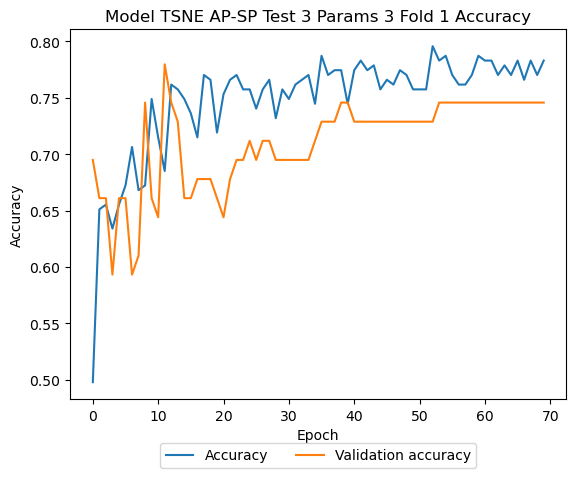 Model TSNE AP-SP Test 3 Params 3 Fold 1 Accuracy
0.80
0.75
0.70
0.65
0.60
0.55
0.50
Accuracy
0 10 20 30 40 50 60 70
Epoch
Accuracy Validation accuracy